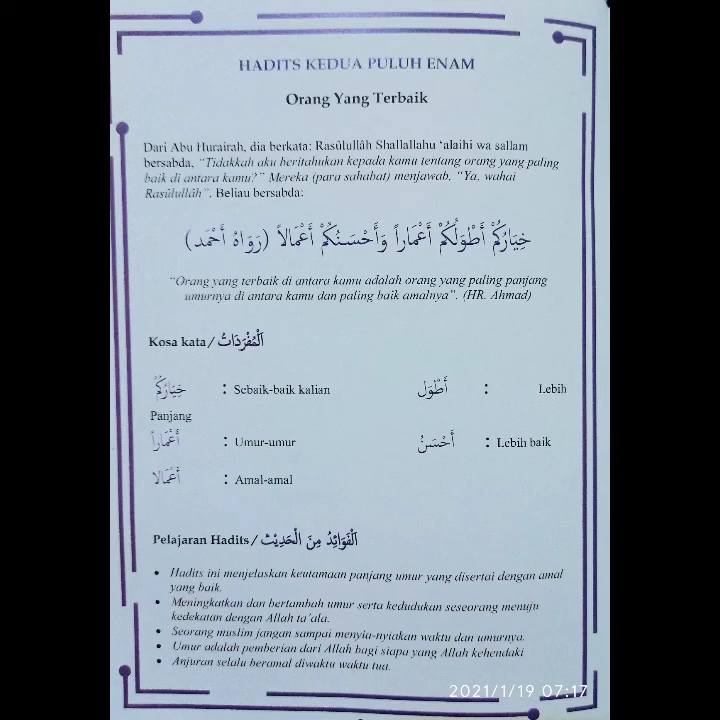 HADITS KEDUA PULUH ENAM
Orang Yang Terbaik
Dari Abu Hurairah, dia berkata: Rasûlullâh Shallallahu ‘alaihi wa sallam
bersabda, “Tidakkah aku beritahukan kepada kamu tentang orang yang paling
baik di antara kamu?” Mereka (para sahabat) menjawab, “Ya, wahai
Rasûlullâh”. Beliau bersabda:
خِيَارُكُمْ أَطْوَلُكُمْ أَعْمَاراً وَأَحْسَنُكُمْ أَعْمَالاً (رَوَاهُ أَحْمَد)
“Orang yang terbaik di antara kamu adalah orang yang paling panjang
umurnya di antara kamu dan paling baik amalnya”. (HR. Ahmad)
Kosa kata/اَلْمُفْرَدَاتُ
خِيَارُكُمْ : Sebaik-baik kalian أَطْوَل : Lebih
Panjang
أَعْمَاراً : Umur-umur أَحْسَنُ : Lebih baik
أَعْمَالا : Amal-amal
Pelajaran Hadits/اَلْفَوَائِدُ مِنَ الْحَدِيْثِ
• Hadits ini menjelaskan keutamaan panjang umur yang disertai dengan amal
yang baik.
• Meningkatkan dan bertambah umur serta kedudukan seseorang menuju
kedekatan dengan Allah ta’ala.
• Seorang muslim jangan sampai menyia-nyiakan waktu dan umurnya.
• Umur adalah pemberian dari Allah bagi siapa yang Allah kehendaki
• Anjuran selalu beramal diwaktu waktu tua.
2021/1/19 07:17